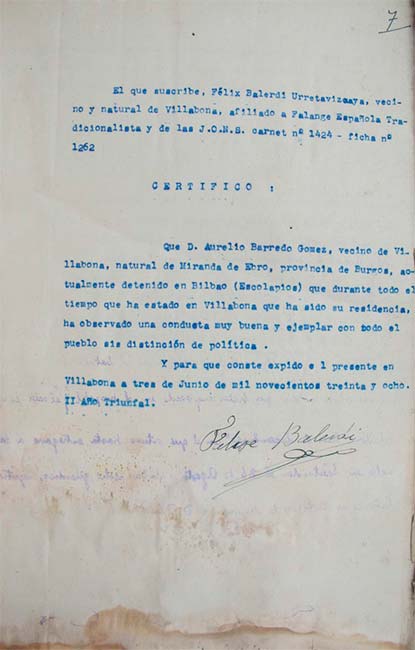 7
El que suscribe, Félix Balerdi Urretavizcaya, veci-
no y natural de Villabona, afiliado a Falange Española Tra-
dicionalista y de las J.O.N.S. carnet nº 1424 - ficha nº
1262
CERTIFICO :
Que D. Aurelio Barredo Gomez, vecino de Vi-
llabona, natural de Miranda de Ebro, provincia de Burgos, ac-
tualmente detenido en Bilbao (Escolapios) que durante todo el
tiempo que ha estado en Villabona que ha sido su residencia,
ha observado una conducta muy buena y ejemplar con todo el
pueblo sis distinción de política .
Y para que conste expido e l presente en
Villabona a tres de Junio de mil novecientos treinta y ocho.
II Año Triunfal.
Balerdi